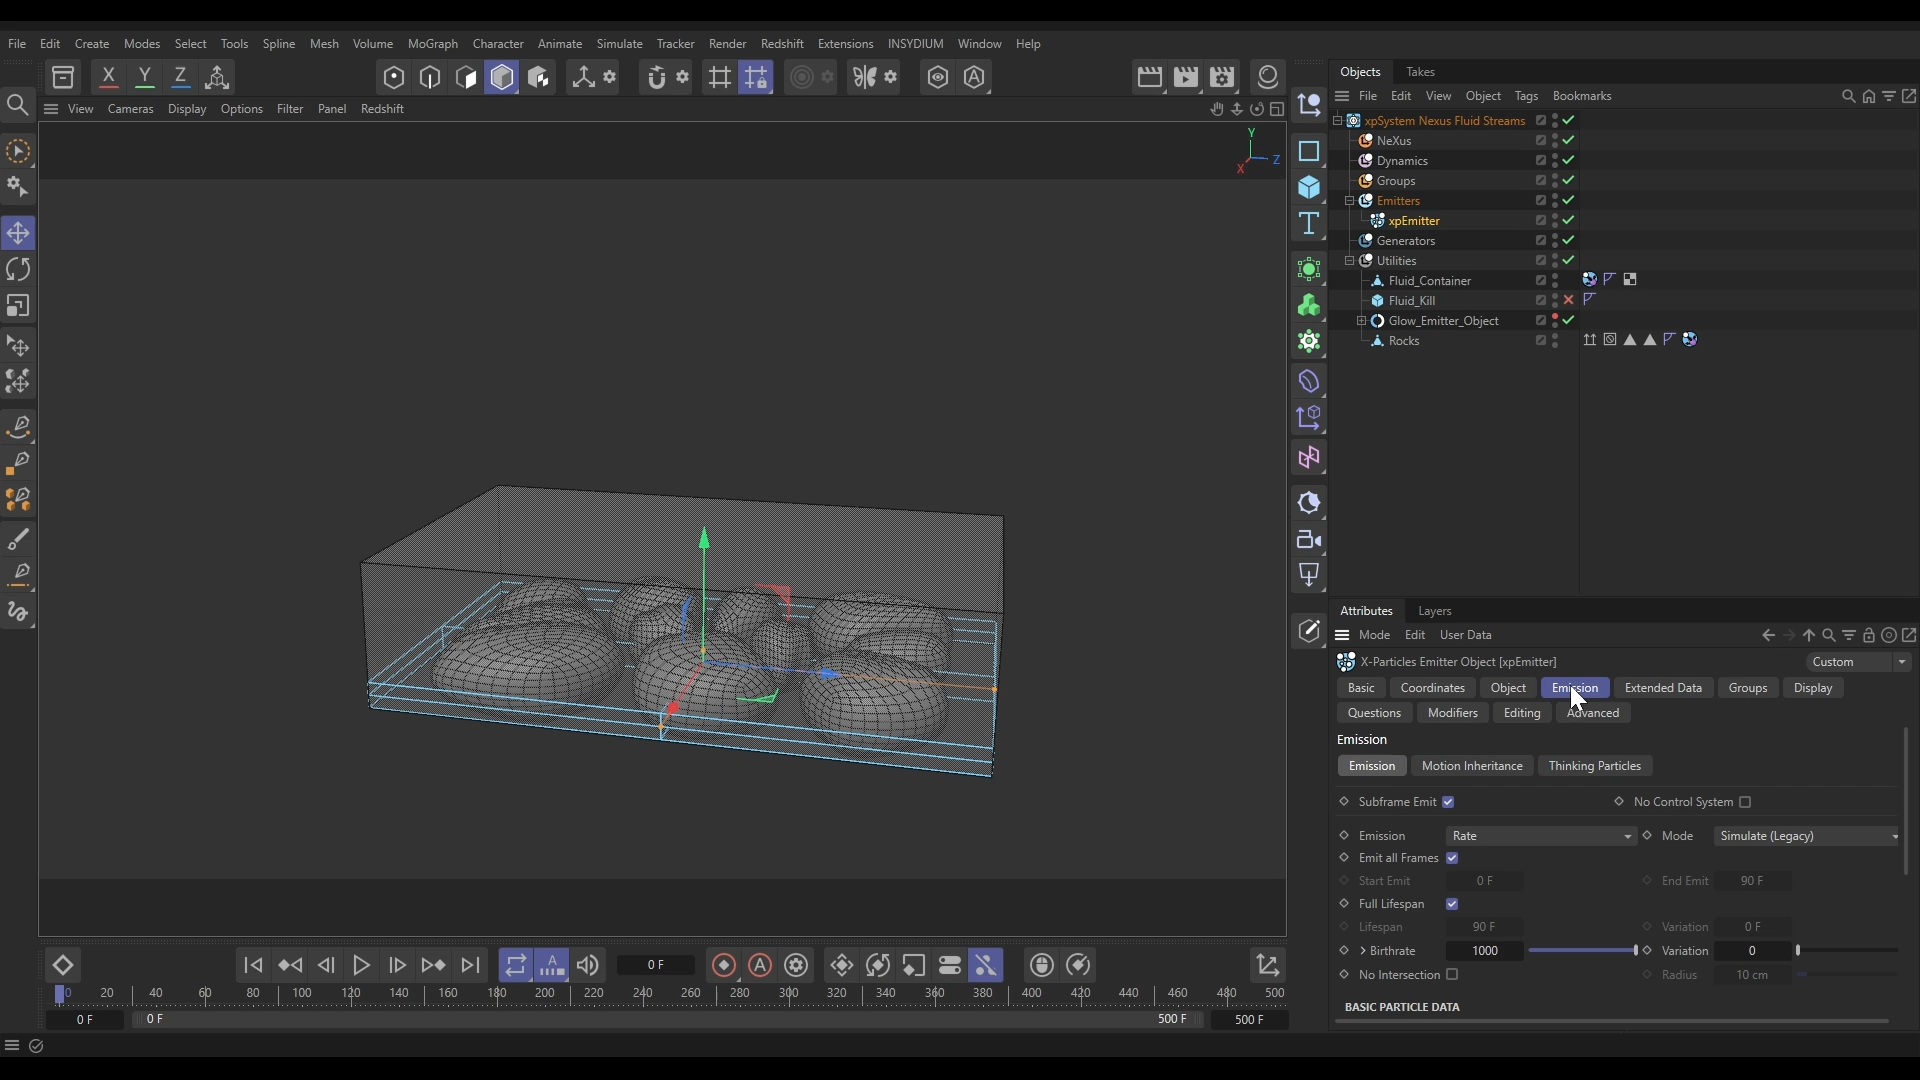 File Edit Create Modes Select Tools Spline Mesh Volume MoGraph Character Animate Simulate Tracker Render Redshift Extensions INSYDIUM Window Help
X Y Z
View Cameras Display Options Filter Panel Redshift
Y
Z
X
Objects Takes
File Edit View Object Tags Bookmarks
xpSystem Nexus Fluid Streams
NeXus
Dynamics
Groups
Emitters
xpEmitter
Generators
Utilities
Fluid_Container
Fluid_Kill
Glow_Emitter_Object
Rocks
Attributes Layers
Mode Edit User Data
X-Particles Emitter Object [xpEmitter] Custom
Basic Coordinates Object Emission Extended Data Groups Display
Questions Modifiers Editing Advanced
Emission
Emission Motion Inheritance Thinking Particles
Subframe Emit No Control System
Emission Rate Mode Simulate (Legacy)
Emit all Frames
Start Emit 0 F End Emit 90 F
Full Lifespan
Lifespan 90 F Variation 0 F
> Birthrate 1000 Variation 0
No Intersection Radius 10 cm
BASIC PARTICLE DATA
0 F
0 20 40 60 80 100 120 140 160 180 200 220 240 260 280 300 320 340 360 380 400 420 440 460 480 500
0 F 0 F 500 F 500 F